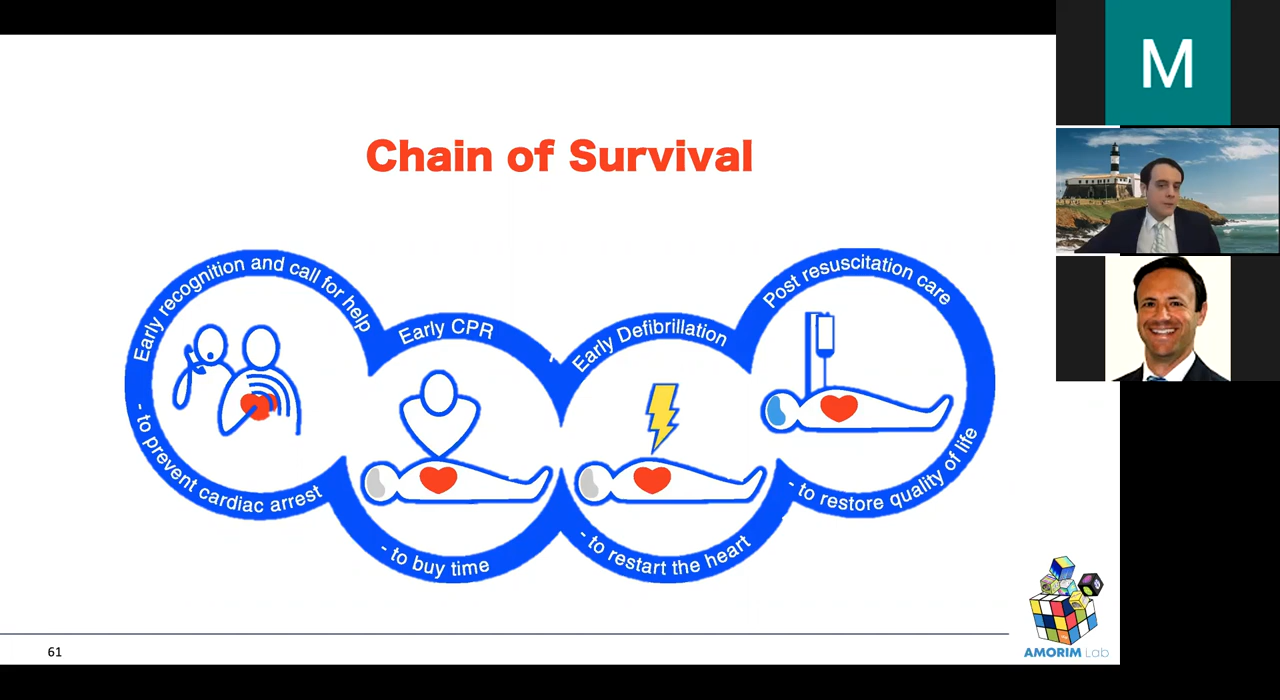 M
Chain of Survival
Early recognition and call for help
- to prevent cardiac arrest
Early CPR
- to buy time
Early Defibrillation
- to restart the heart
Post resuscitation care
- to restore quality of life
61
AMORIM Lab